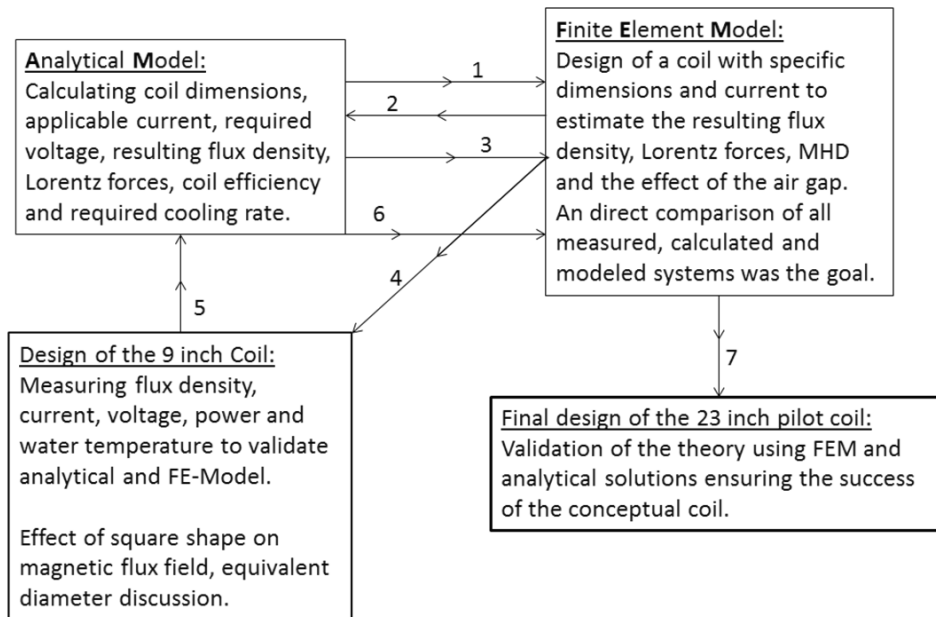 Analytical Model:
Calculating coil dimensions,
applicable current, required
voltage, resulting flux density,
Lorentz forces, coil efficiency
and required cooling rate.
1
2
3
6
4
5
7
Finite Element Model:
Design of a coil with specific
dimensions and current to
estimate the resulting flux
density, Lorentz forces, MHD
and the effect of the air gap.
An direct comparison of all
measured, calculated and
modeled systems was the goal.
Design of the 9 inch Coil:
Measuring flux density,
current, voltage, power and
water temperature to validate
analytical and FE-Model.
Effect of square shape on
magnetic flux field, equivalent
diameter discussion.
Final design of the 23 inch pilot coil:
Validation of the theory using FEM and
analytical solutions ensuring the success
of the conceptual coil.